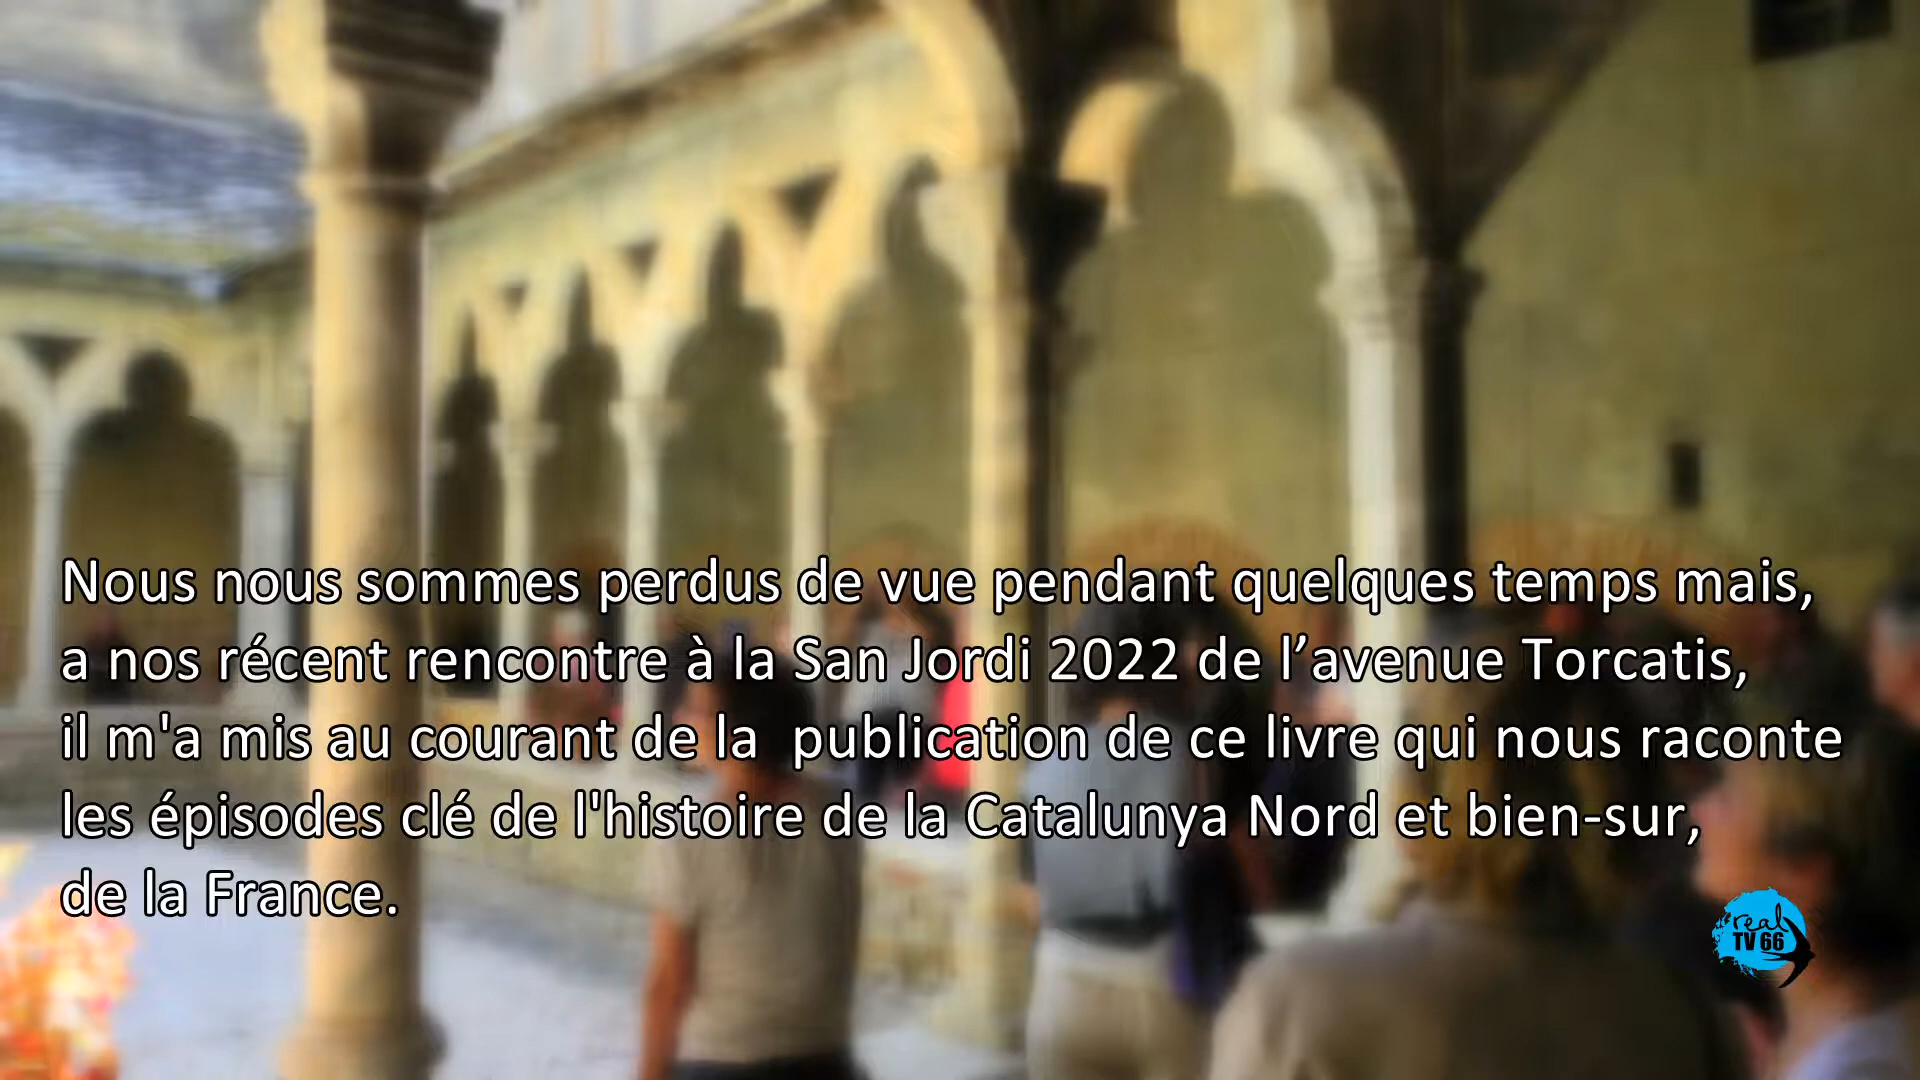 Nous nous sommes perdus de vue pendant quelques temps mais,
a nos récent rencontre à la San Jordi 2022 de l’avenue Torcatis,
il m'a mis au courant de la  publication de ce livre qui nous raconte
les épisodes clé de l'histoire de la Catalunya Nord et bien-sur,
de la France.
real
TV 66